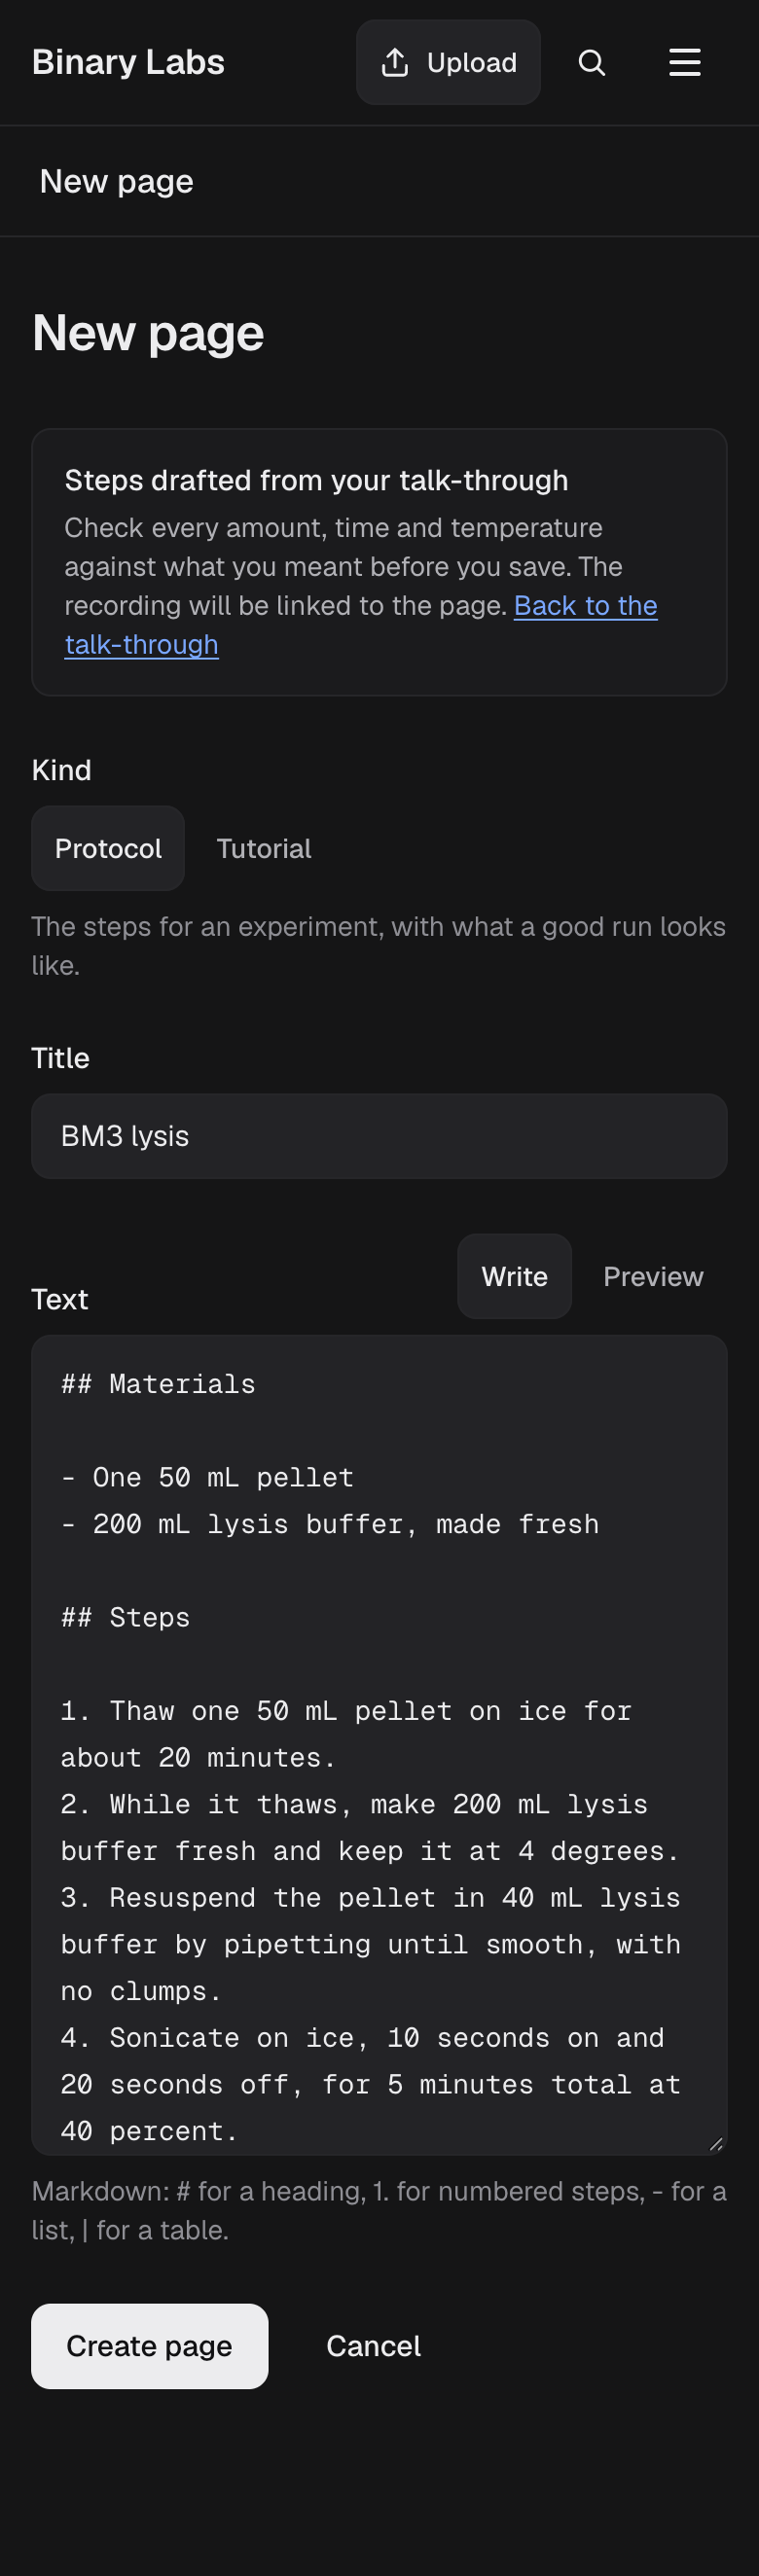 Binary Labs
Upload
New page
New page
Steps drafted from your talk-through
Check every amount, time and temperature
against what you meant before you save. The
recording will be linked to the page. Back to the
talk-through
Kind
Protocol
Tutorial
The steps for an experiment, with what a good run looks
like.
Title
BM3 lysis
Text
Write
Preview
## Materials

- One 50 mL pellet
- 200 mL lysis buffer, made fresh

## Steps

1. Thaw one 50 mL pellet on ice for
about 20 minutes.
2. While it thaws, make 200 mL lysis
buffer fresh and keep it at 4 degrees.
3. Resuspend the pellet in 40 mL lysis
buffer by pipetting until smooth, with
no clumps.
4. Sonicate on ice, 10 seconds on and
20 seconds off, for 5 minutes total at
40 percent.
Markdown: # for a heading, 1. for numbered steps, - for a
list, | for a table.
Create page
Cancel